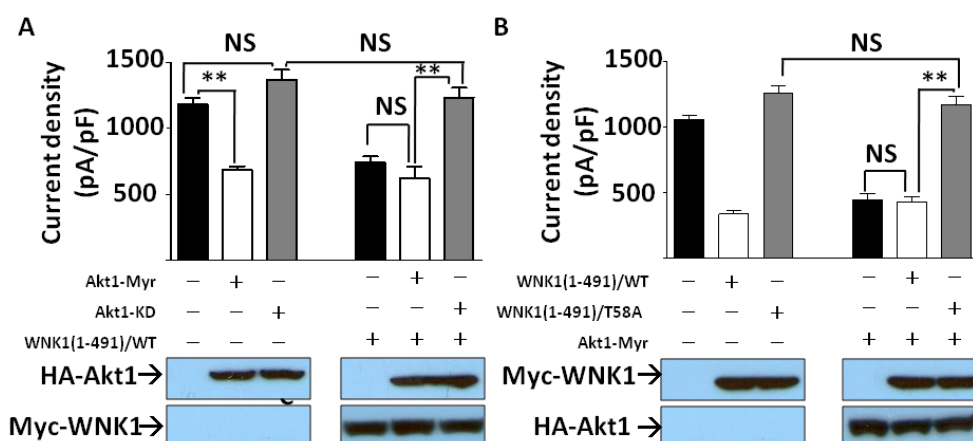 A
NS
NS
**
**
NS
1500
1000
500
Current density
(pA/pF)
Akt1-Myr − + − − + −
Akt1-KD − − + − − +
WNK1(1-491)/WT − − − + + +
HA-Akt1→
Myc-WNK1→
B
NS
**
NS
1500
1000
500
Current density
(pA/pF)
WNK1(1-491)/WT − + − − + −
WNK1(1-491)/T58A − − + − − +
Akt1-Myr − − − + + +
Myc-WNK1→
HA-Akt1→